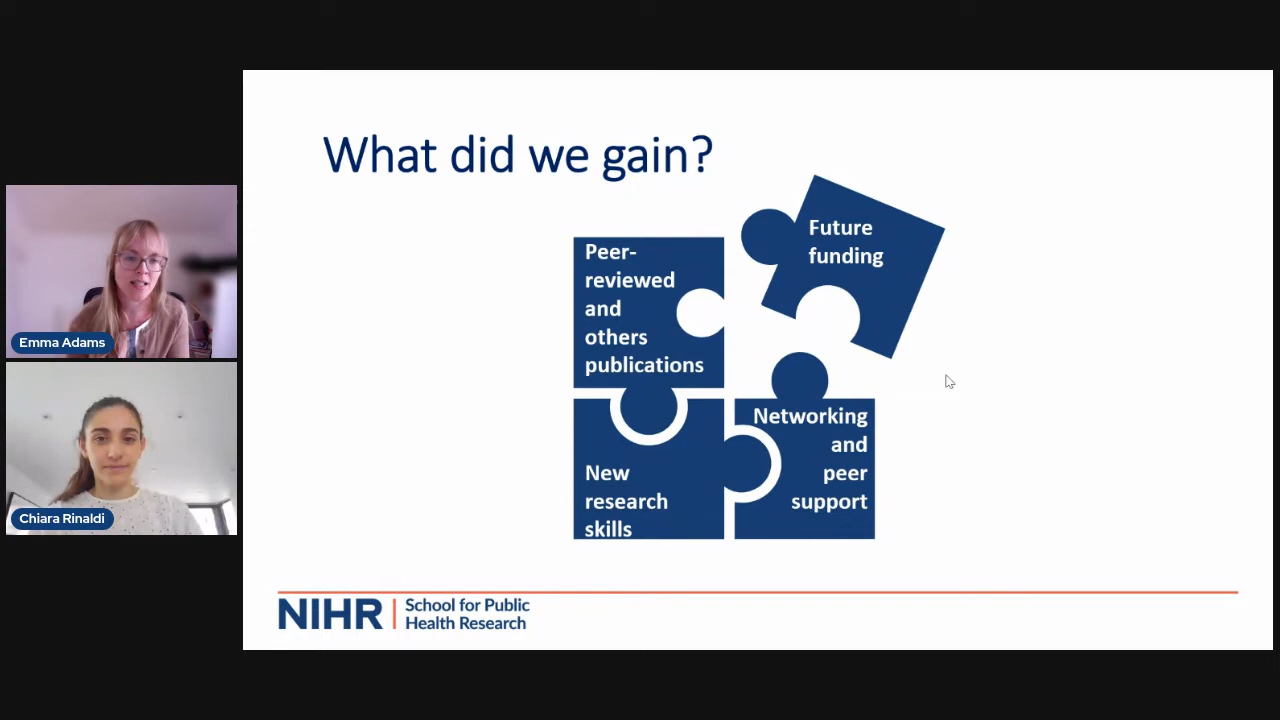 What did we gain?
Peer-
reviewed
and
others
publications
Future
funding
New
research
skills
Networking
and
peer
support
Emma Adams
Chiara Rinaldi
NIHR
School for Public
Health Research